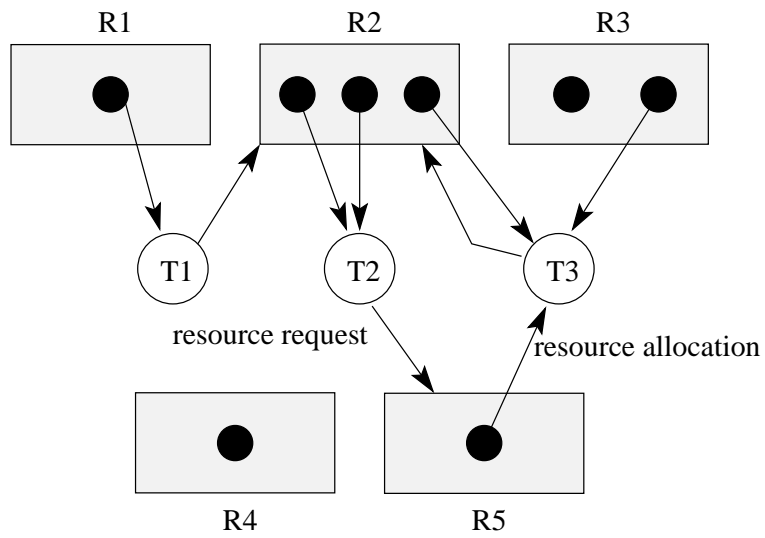 R1
R2
R3
T1
T2
T3
resource request
resource allocation
R4
R5